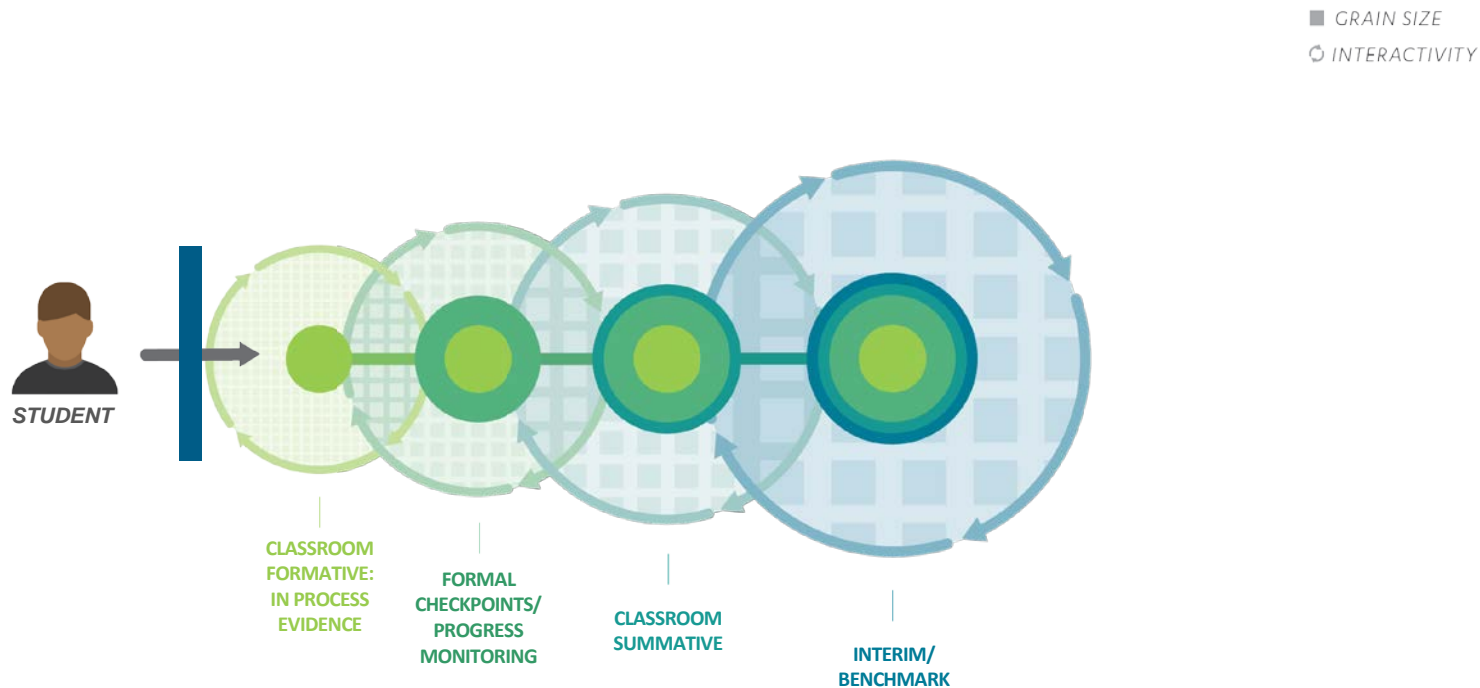 GRAIN SIZE
INTERACTIVITY
STUDENT
CLASSROOM
FORMATIVE:
IN PROCESS
EVIDENCE
FORMAL
CHECKPOINTS/
PROGRESS
MONITORING
CLASSROOM
SUMMATIVE
INTERIM/
BENCHMARK